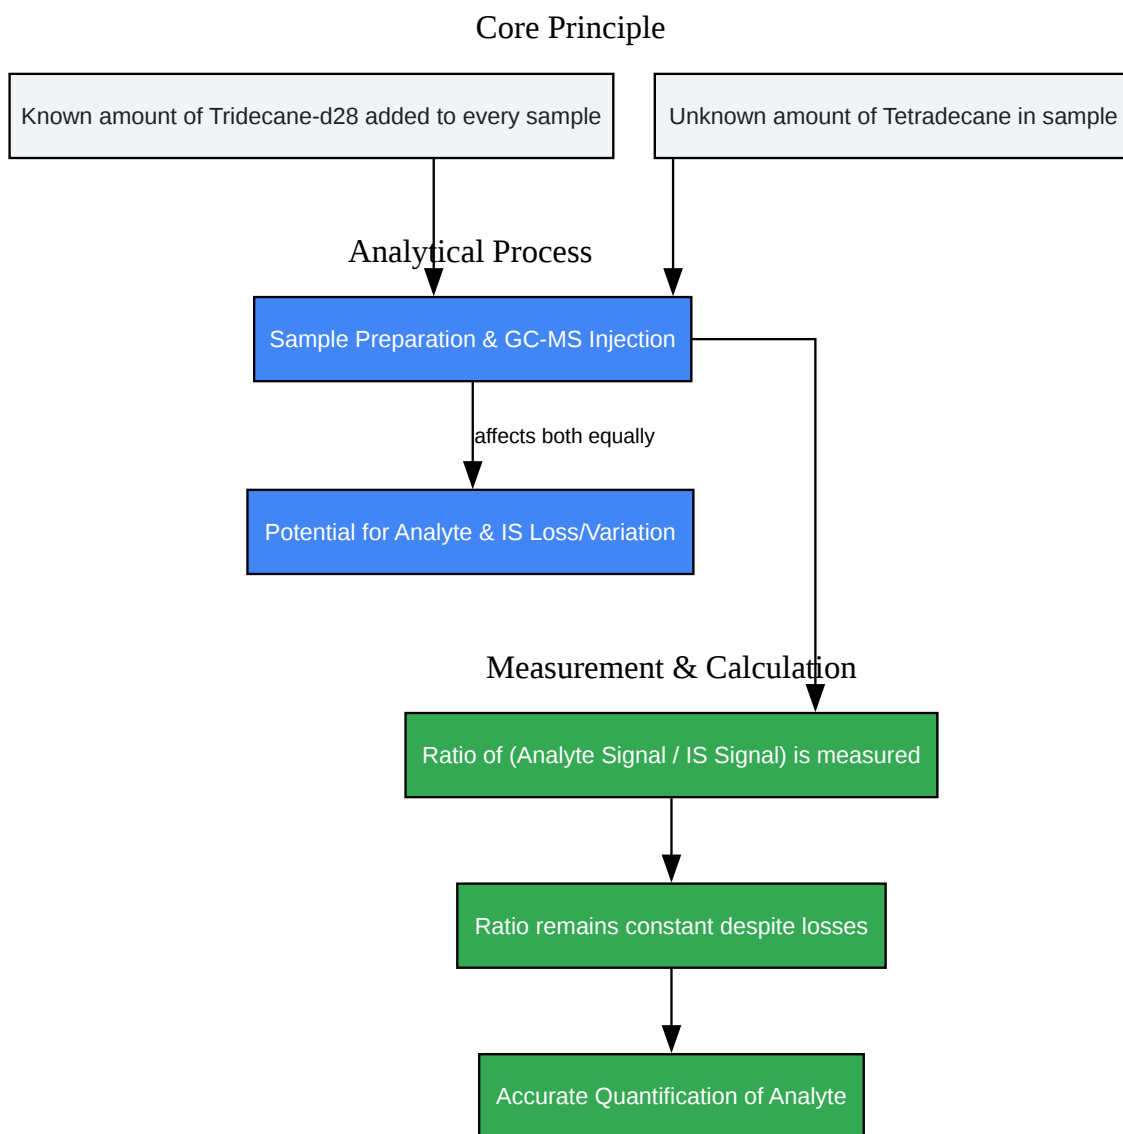 Core Principle
Known amount of Tridecane-d28 added to every sample
Unknown amount of Tetradecane in sample
Analytical Process
Sample Preparation & GC-MS Injection
affects both equally
Potential for Analyte & IS Loss/Variation
Measurement & Calculation
Ratio of (Analyte Signal / IS Signal) is measured
Ratio remains constant despite losses
Accurate Quantification of Analyte